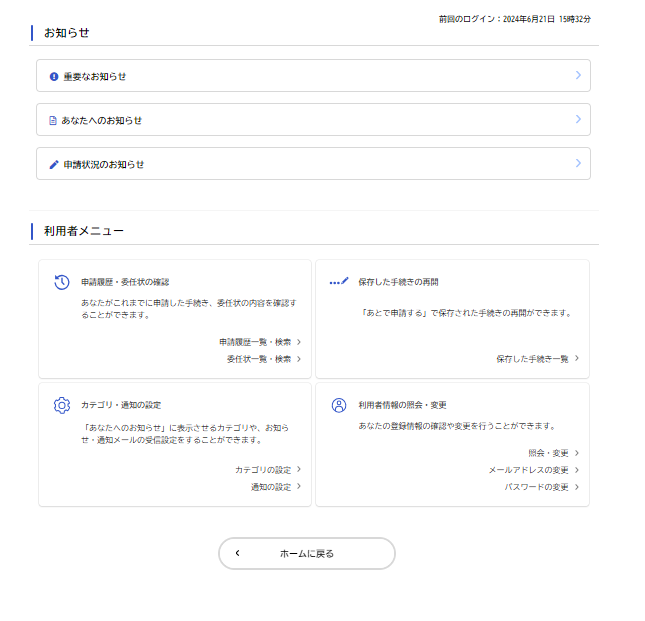 前回のログイン：2024年6月21日 15時32分
お知らせ
重要なお知らせ
あなたへのお知らせ
申請状況のお知らせ
利用者メニュー
申請履歴・委任状の確認
あなたがこれまでに申請した手続き、委任状の内容を確認す
ることができます。
申請履歴一覧・検索
委任状一覧・検索
保存した手続きの再開
「あとで申請する」で保存された手続きの再開ができます。
保存した手続き一覧
カテゴリ・通知の設定
「あなたへのお知らせ」に表示させるカテゴリや、お知ら
せ・通知メールの受信設定をすることができます。
カテゴリの設定
通知の設定
利用者情報の照会・変更
あなたの登録情報の確認や変更を行うことができます。
照会・変更
メールアドレスの変更
パスワードの変更
ホームに戻る